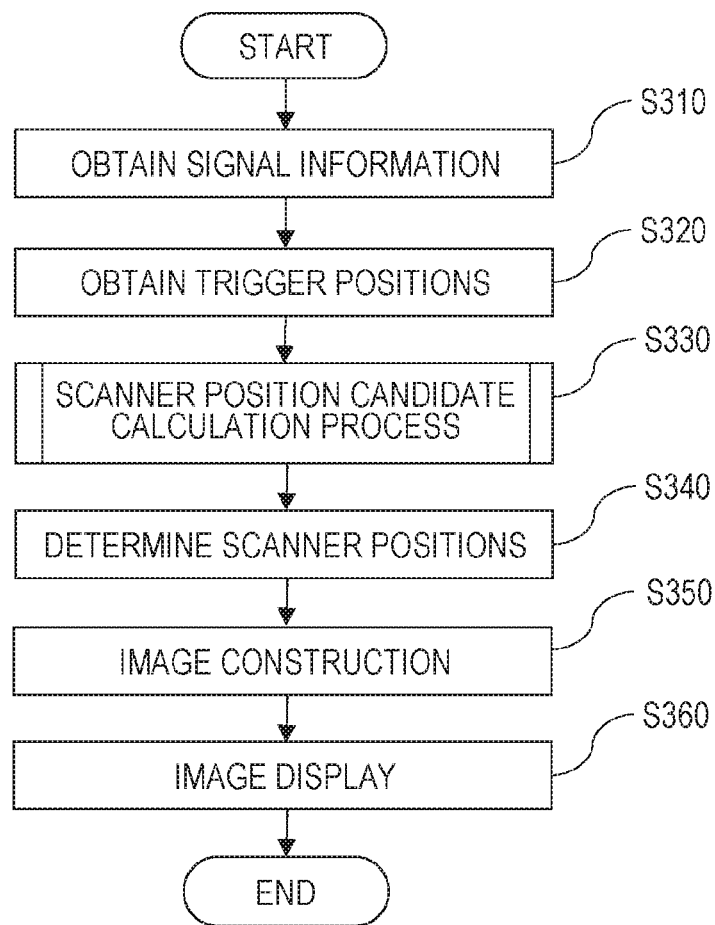 START
S310
OBTAIN SIGNAL INFORMATION
S320
OBTAIN TRIGGER POSITIONS
S330
SCANNER POSITION CANDIDATE
CALCULATION PROCESS
S340
DETERMINE SCANNER POSITIONS
S350
IMAGE CONSTRUCTION
S360
IMAGE DISPLAY
END